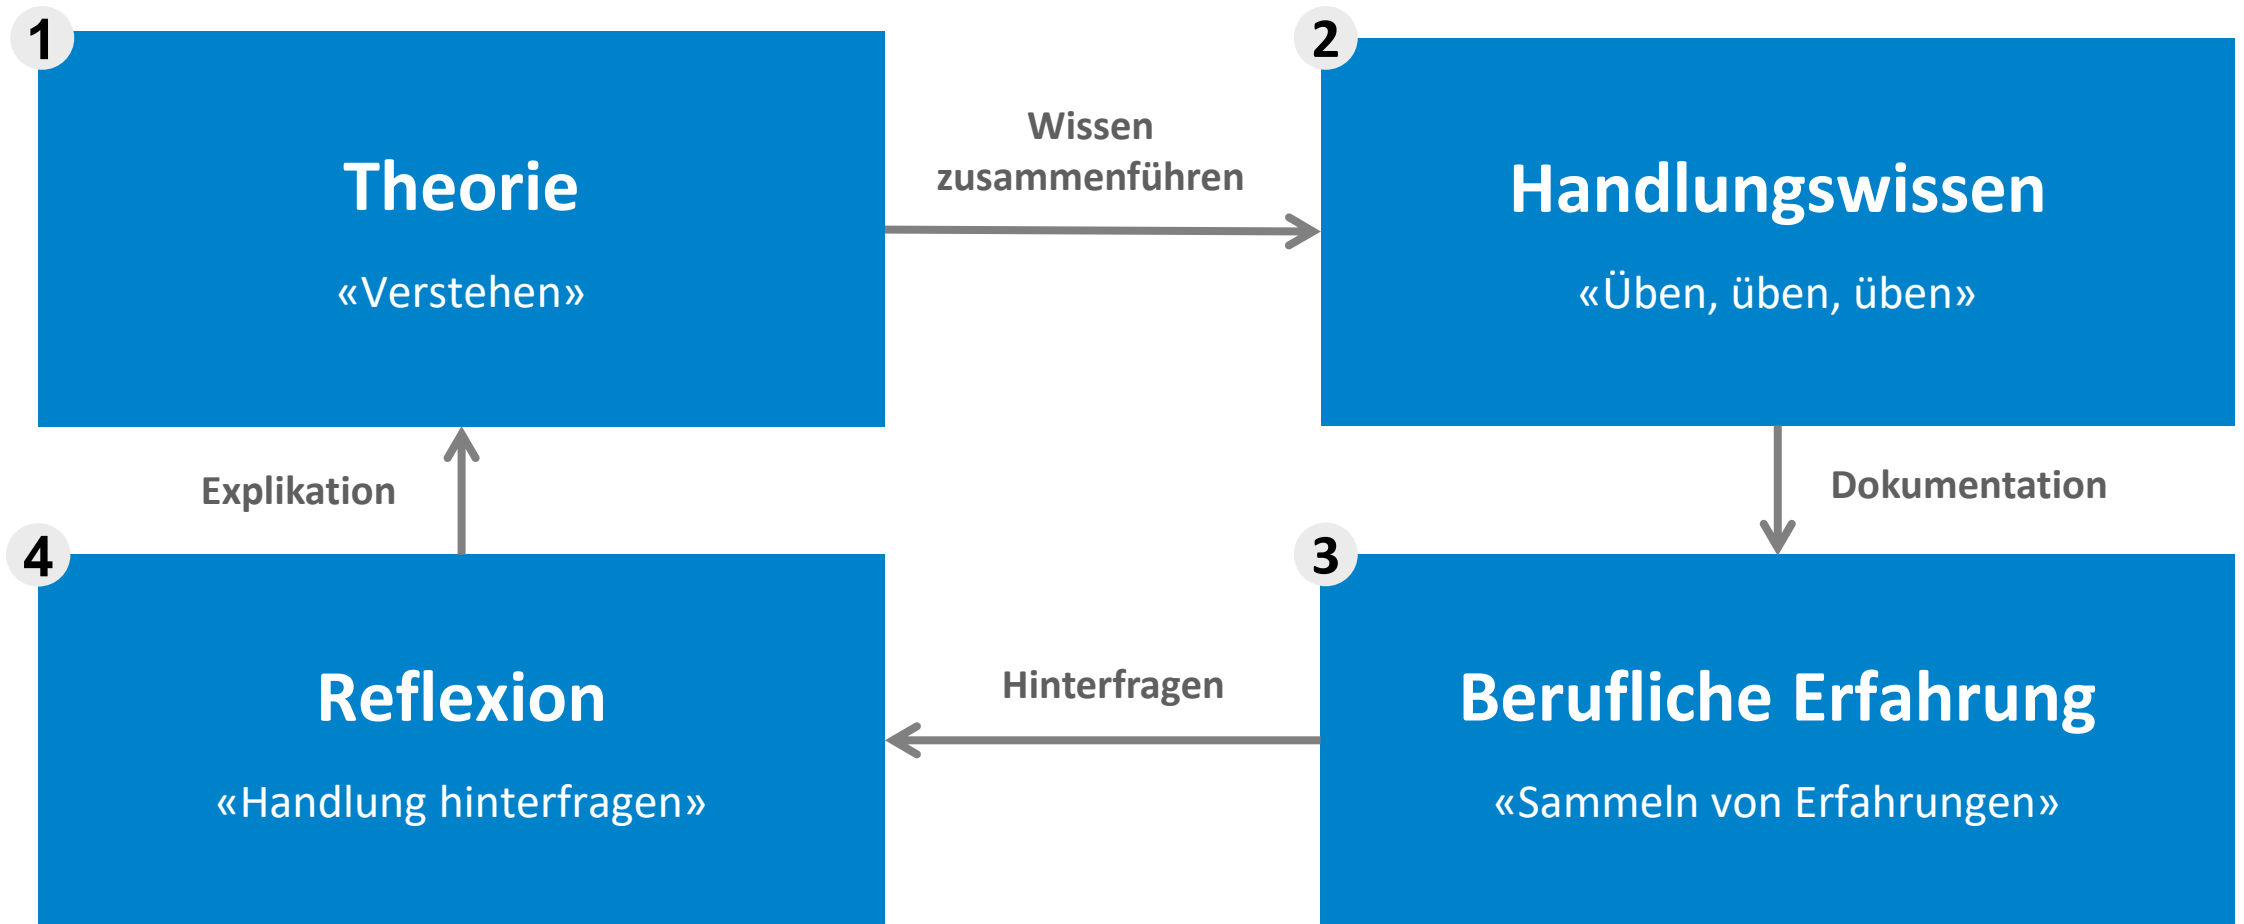 1
Theorie
«Verstehen»
Wissen
zusammenführen
2
Handlungswissen
«Üben, üben, üben»
Explikation
Dokumentation
4
Reflexion
«Handlung hinterfragen»
Hinterfragen
3
Berufliche Erfahrung
«Sammeln von Erfahrungen»